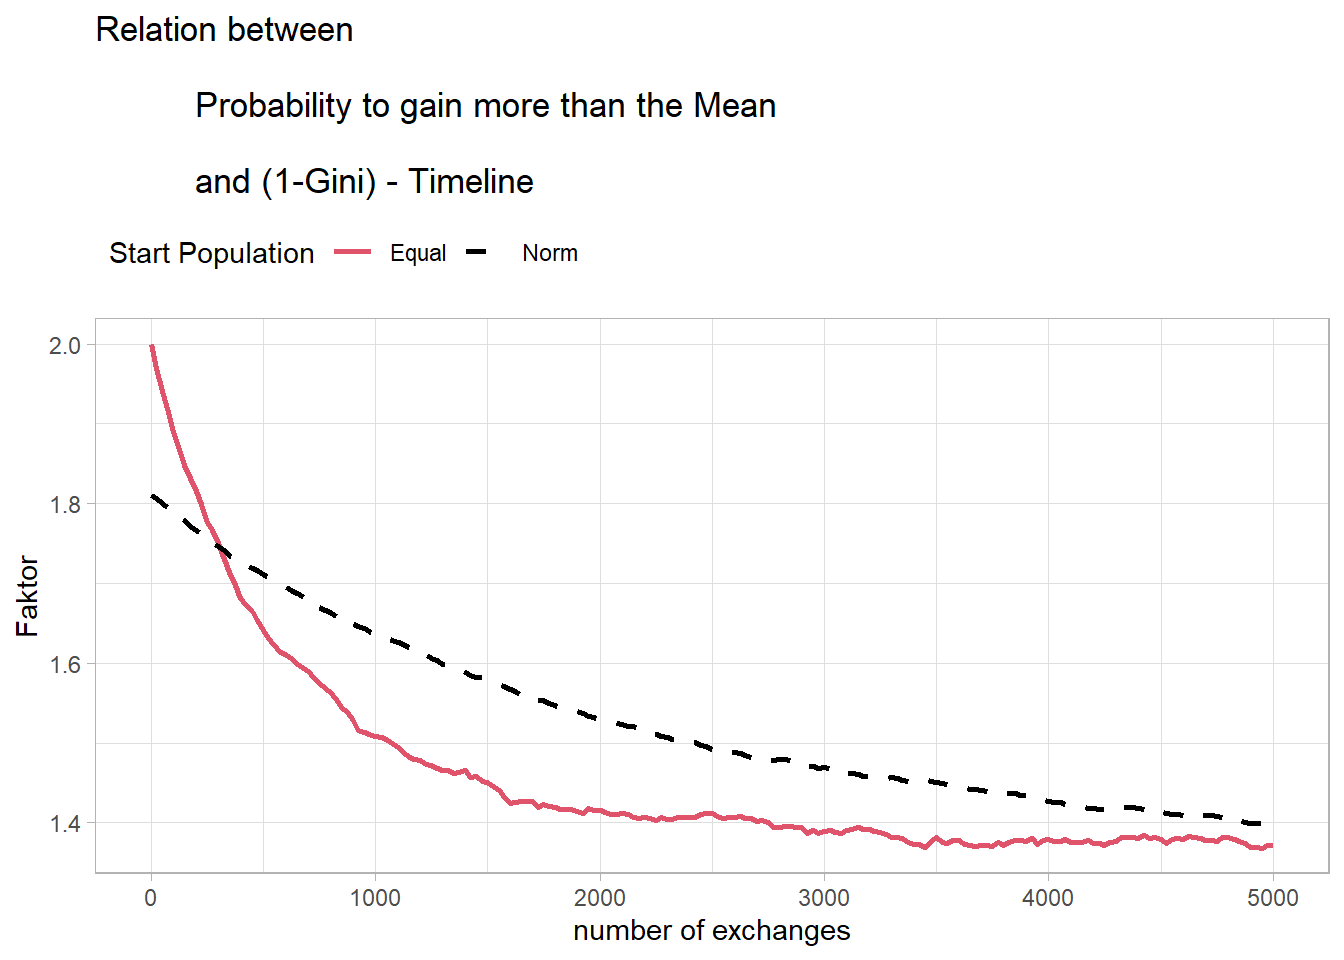 Relation between
Probability to gain more than the Mean
and (1-Gini) - Timeline
Start Population Equal Norm
2.0
1.8
1.6
1.4
Faktor
0 1000 2000 3000 4000 5000
number of exchanges